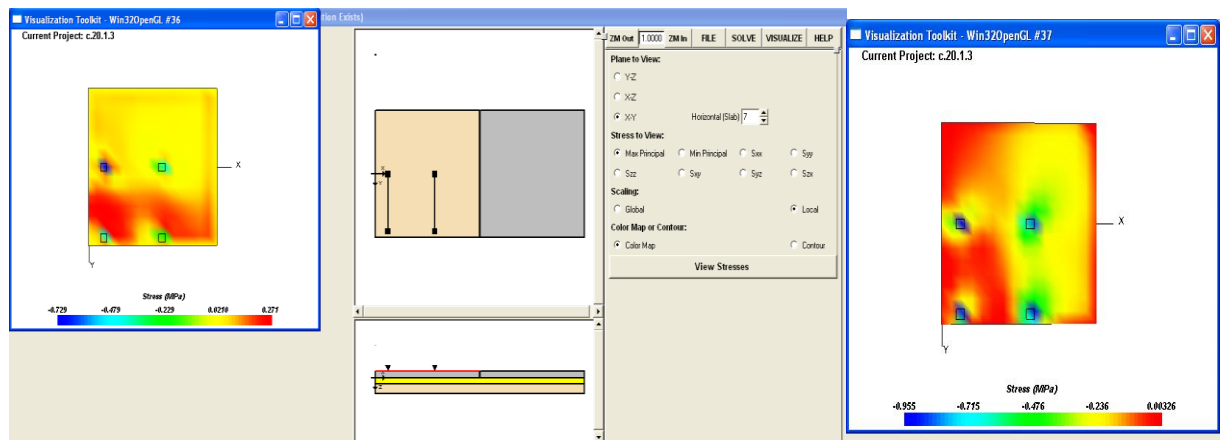 Visualization Toolkit - Win32OpenGL #36
Current Project: c.20.1.3
X
Y
Stress (MPa)
-0.729 -0.479 -0.229 0.0210 0.271
tion Exists)
X
Y
Z
ZM Out 1.0000 ZM In FILE SOLVE VISUALIZE HELP
Plane to View:
Y-Z
X-Z
X-Y Horizontal (Slab) 7
Stress to View:
Max Principal Min Principal Sxx Syy
Szz Sxy Syz Szx
Scaling:
Global Local
Color Map or Contour:
Color Map Contour
View Stresses
Visualization Toolkit - Win32OpenGL #37
Current Project: c.20.1.3
X
Y
Stress (MPa)
-0.955 -0.715 -0.476 -0.236 0.00326